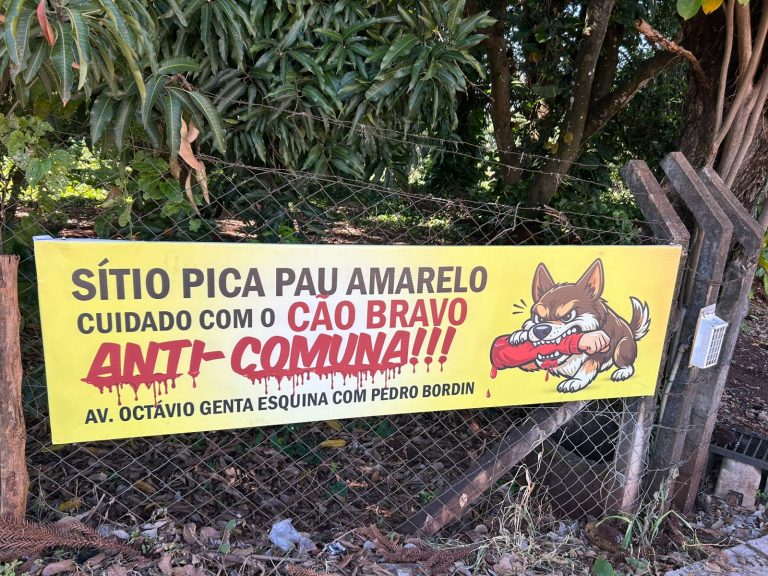 SÍTIO PICA PAU AMARELO
CUIDADO COM O CÃO BRAVO
ANTI-COMUNA!!!
AV. OCTÁVIO GENTA ESQUINA COM PEDRO BORDIN